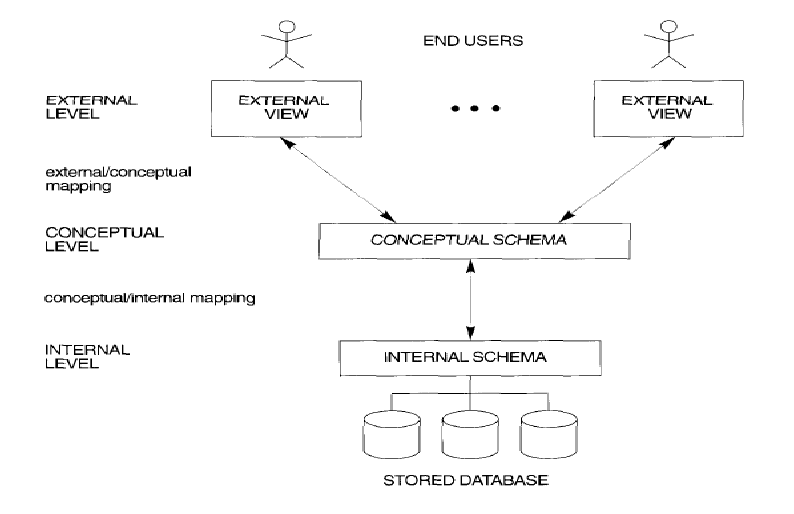 END USERS
EXTERNAL
LEVEL
EXTERNAL
VIEW
• • •
EXTERNAL
VIEW
external/conceptual
mapping
CONCEPTUAL
LEVEL
CONCEPTUAL SCHEMA
conceptual/internal mapping
INTERNAL
LEVEL
INTERNAL SCHEMA
STORED DATABASE